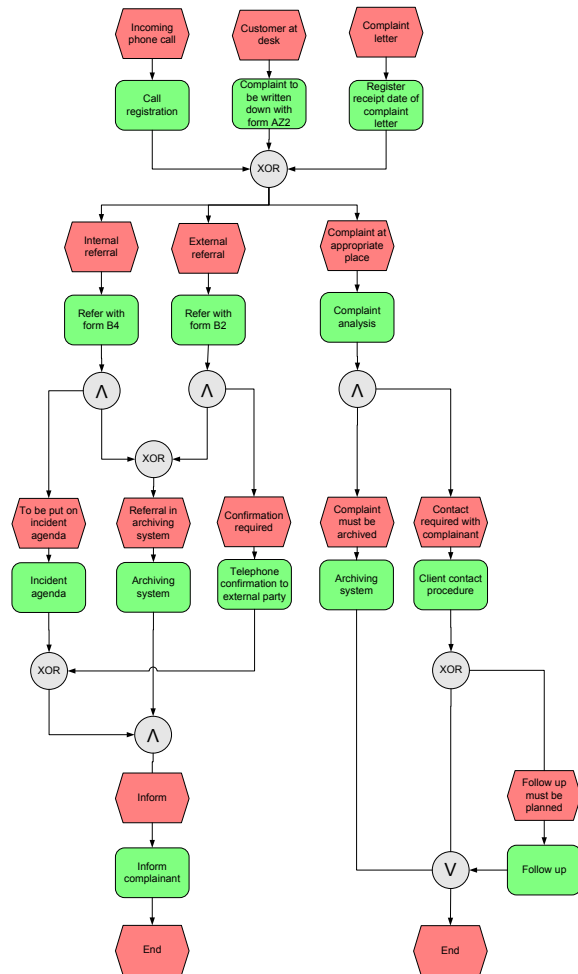 Incoming
phone call
Customer at
desk
Complaint
letter
Call
registration
Complaint to
be written
down with
form AZ2
Register
receipt date of
complaint
letter
XOR
Internal
referral
External
referral
Complaint at
appropriate
place
Refer with
form B4
Refer with
form B2
Complaint
analysis
Λ
Λ
Λ
XOR
To be put on
incident
agenda
Referral in
archiving
system
Confirmation
required
Complaint
must be
archived
Contact
required with
complainant
Incident
agenda
Archiving
system
Telephone
confirmation to
external party
Archiving
system
Client contact
procedure
XOR
XOR
Λ
Inform
Follow up
must be
planned
Inform
complainant
V
Follow up
End
End